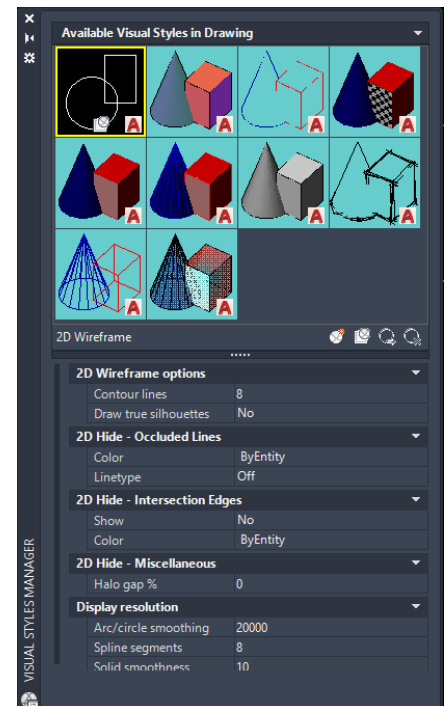 Available Visual Styles in Drawing
A A A A
A A A A
A A
2D Wireframe
2D Wireframe options
Contour lines 8
Draw true silhouettes No
2D Hide - Occluded Lines
Color ByEntity
Linetype Off
2D Hide - Intersection Edges
Show No
Color ByEntity
2D Hide - Miscellaneous
Halo gap % 0
Display resolution
Arc/circle smoothing 20000
Spline segments 8
Solid smoothness 10
VISUAL STYLES MANAGER